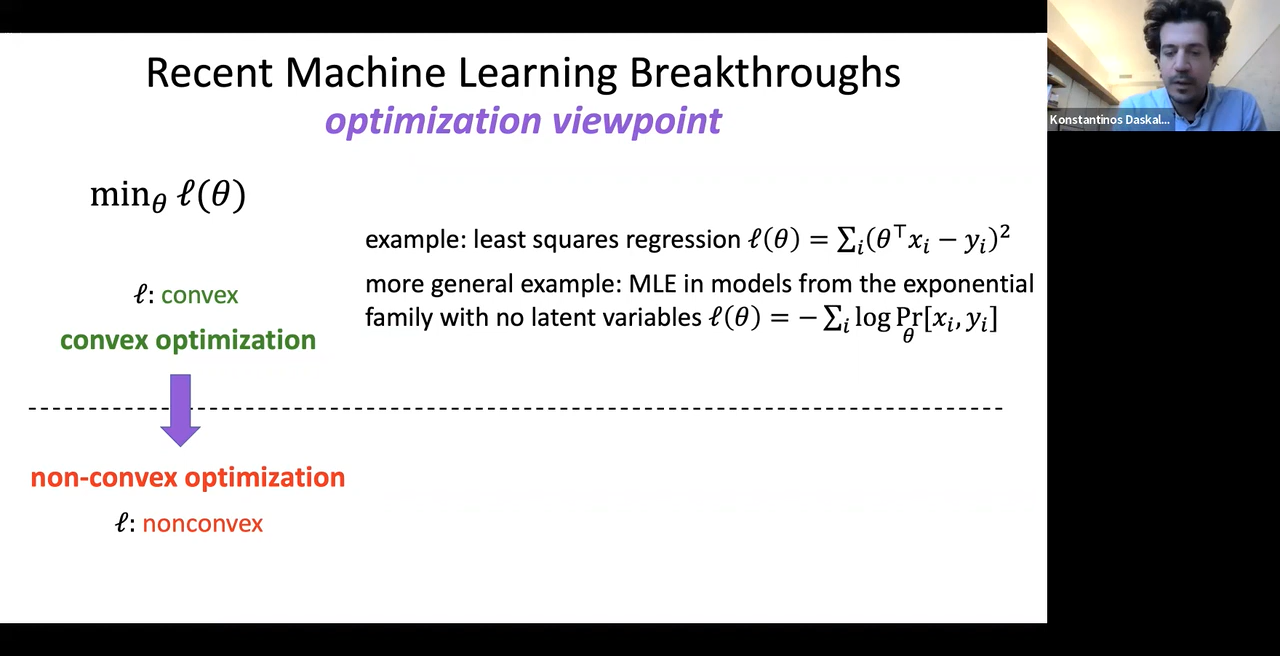 Recent Machine Learning Breakthroughs
optimization viewpoint
Konstantinos Daskal...
min_θ ℓ(θ)
example: least squares regression ℓ(θ) = ∑_i(θ^⊤x_i − y_i)^2
more general example: MLE in models from the exponential
family with no latent variables ℓ(θ) = − ∑_i log Pr_θ[x_i, y_i]
ℓ: convex
convex optimization
non-convex optimization
ℓ: nonconvex